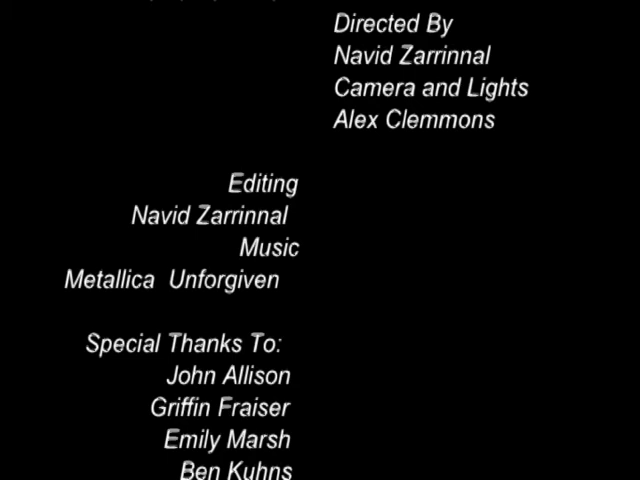 Directed By
Navid Zarrinnal
Camera and Lights
Alex Clemmons
Editing
Navid Zarrinnal
Music
Metallica Unforgiven
Special Thanks To:
John Allison
Griffin Fraiser
Emily Marsh
Ben Kuhns